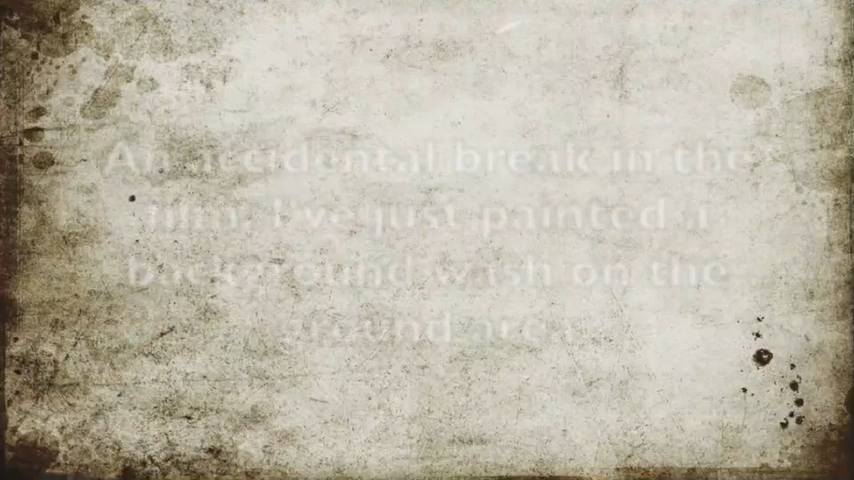 An accidental break in the
film, I've just painted a
background wash on the
ground area